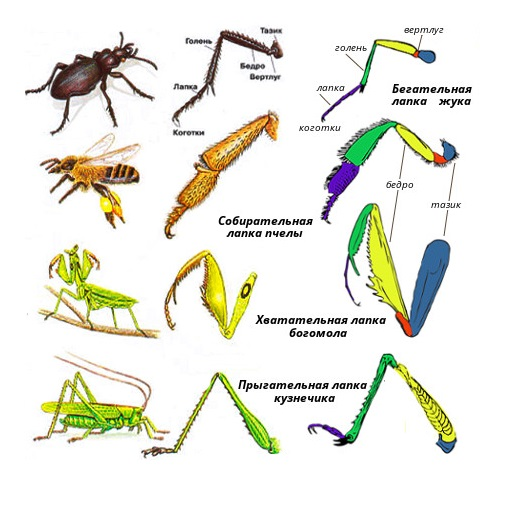 Тазик
Голень
Бедро
Вертлуг
Лапка
Коготки
вертлуг
голень
лапка
коготки
Бегательная
лапка жука
бедро
тазик
Собирательная
лапка пчелы
Хватательная лапка
богомола
Прыгательная лапка
кузнечика